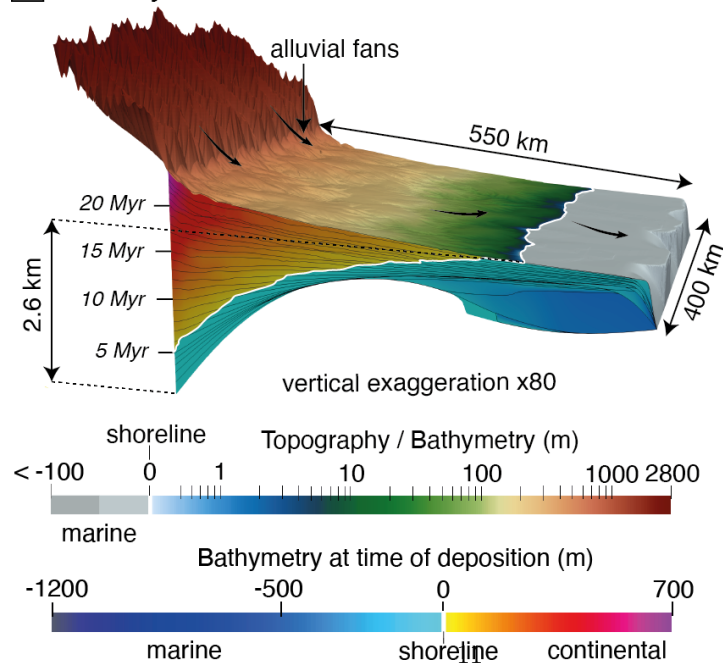 alluvial fans
550 km
20 Myr
15 Myr
10 Myr
5 Myr
2.6 km
400 km
vertical exaggeration x80
shoreline
Topography / Bathymetry (m)
< -100 0 1 10 100 1000 2800
marine
Bathymetry at time of deposition (m)
-1200 -500 0 700
marine shoreline continental
11